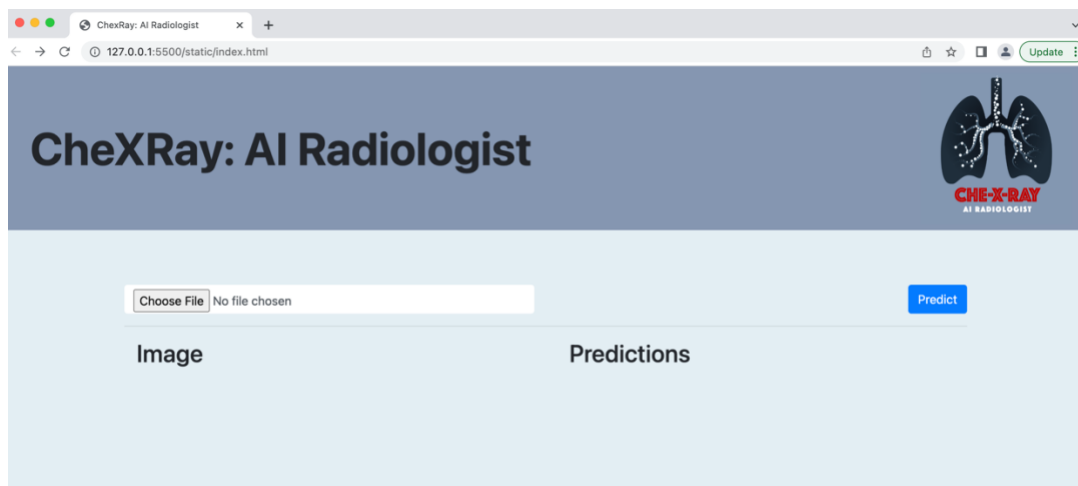 ChexRay: AI Radiologist
127.0.0.1:5500/static/index.html
Update
CheXRay: AI Radiologist
CHE-X-RAY
AI RADIOLOGIST
Choose File No file chosen
Predict
Image
Predictions